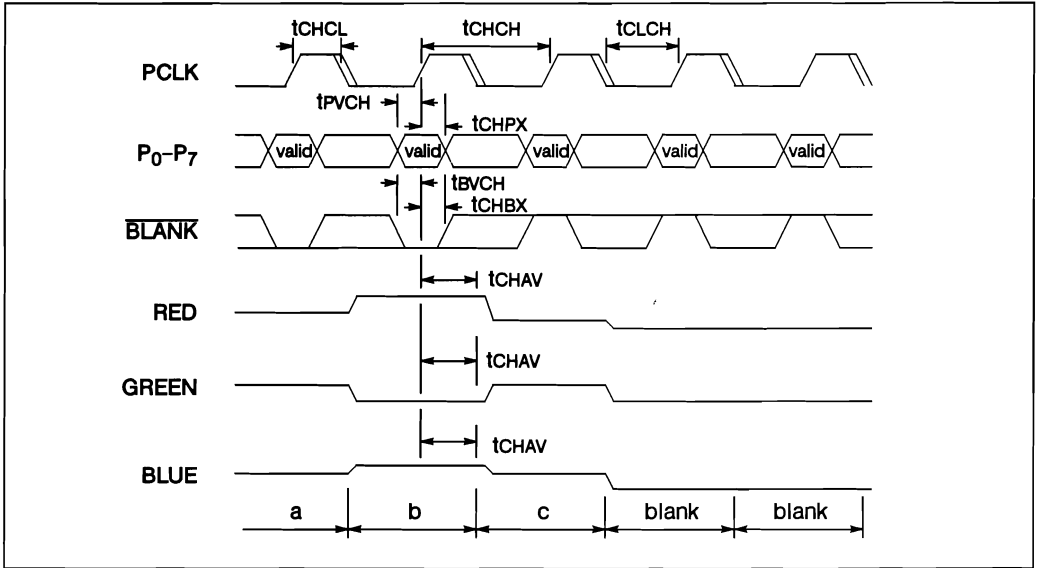 tCHCL tCHCH tCLCH
PCLK
tPVCH
tCHPX
P0–P7 valid valid valid valid valid
tBVCH
tCHBX
BLANK
tCHAV
RED
tCHAV
GREEN
tCHAV
BLUE
a b c blank blank